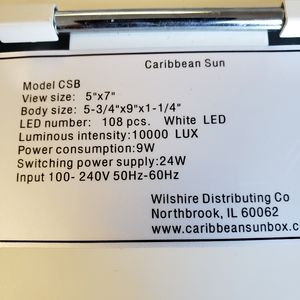 Caribbean Sun
Model CSB
View size: 5"x7"
Body size: 5-3/4"x9"x1-1/4"
LED number: 108 pcs. White LED
Luminous intensity:10000 LUX
Power consumption:9W
Switching power supply:24W
Input 100- 240V 50Hz-60Hz
Wilshire Distributing Co
Northbrook, IL 60062
www.caribbeansunbox.c